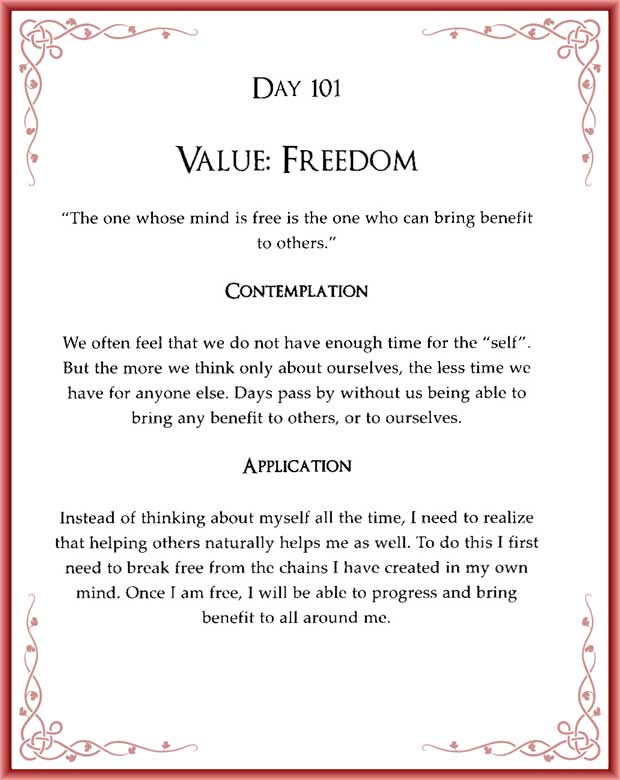 Day 101
Value: Freedom
“The one whose mind is free is the one who can bring benefit
to others.”
Contemplation
We often feel that we do not have enough time for the “self”.
But the more we think only about ourselves, the less time we
have for anyone else. Days pass by without us being able to
bring any benefit to others, or to ourselves.
Application
Instead of thinking about myself all the time, I need to realize
that helping others naturally helps me as well. To do this I first
need to break free from the chains I have created in my own
mind. Once I am free, I will be able to progress and bring
benefit to all around me.